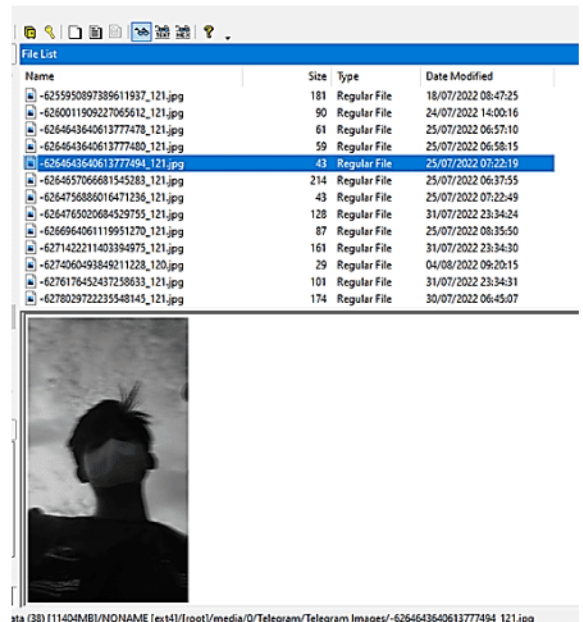 File List
Name Size Type Date Modified
-6255950897389611937_121.jpg 181 Regular File 18/07/2022 08:47:25
-6260011909227065612_121.jpg 90 Regular File 24/07/2022 14:00:16
-6264643640613777478_121.jpg 61 Regular File 25/07/2022 06:57:10
-6264643640613777480_121.jpg 59 Regular File 25/07/2022 06:58:15
-6264643640613777494_121.jpg 43 Regular File 25/07/2022 07:22:19
-6264657066681545283_121.jpg 214 Regular File 25/07/2022 06:37:55
-6264756886016471236_121.jpg 43 Regular File 25/07/2022 07:22:49
-6264765020684529755_121.jpg 128 Regular File 31/07/2022 23:34:24
-6266964061119951270_121.jpg 87 Regular File 25/07/2022 08:35:50
-6271422211403394975_121.jpg 161 Regular File 31/07/2022 23:34:30
-6274060493849211228_120.jpg 29 Regular File 04/08/2022 09:20:15
-6276176452437258633_121.jpg 101 Regular File 31/07/2022 23:34:31
-6278029722235548145_121.jpg 174 Regular File 30/07/2022 06:45:07
ata (38) [11404MB]/NONAME [ext4]/[root]/media/0/Telegram/Telegram Images/-6264643640613777494_121.jpg